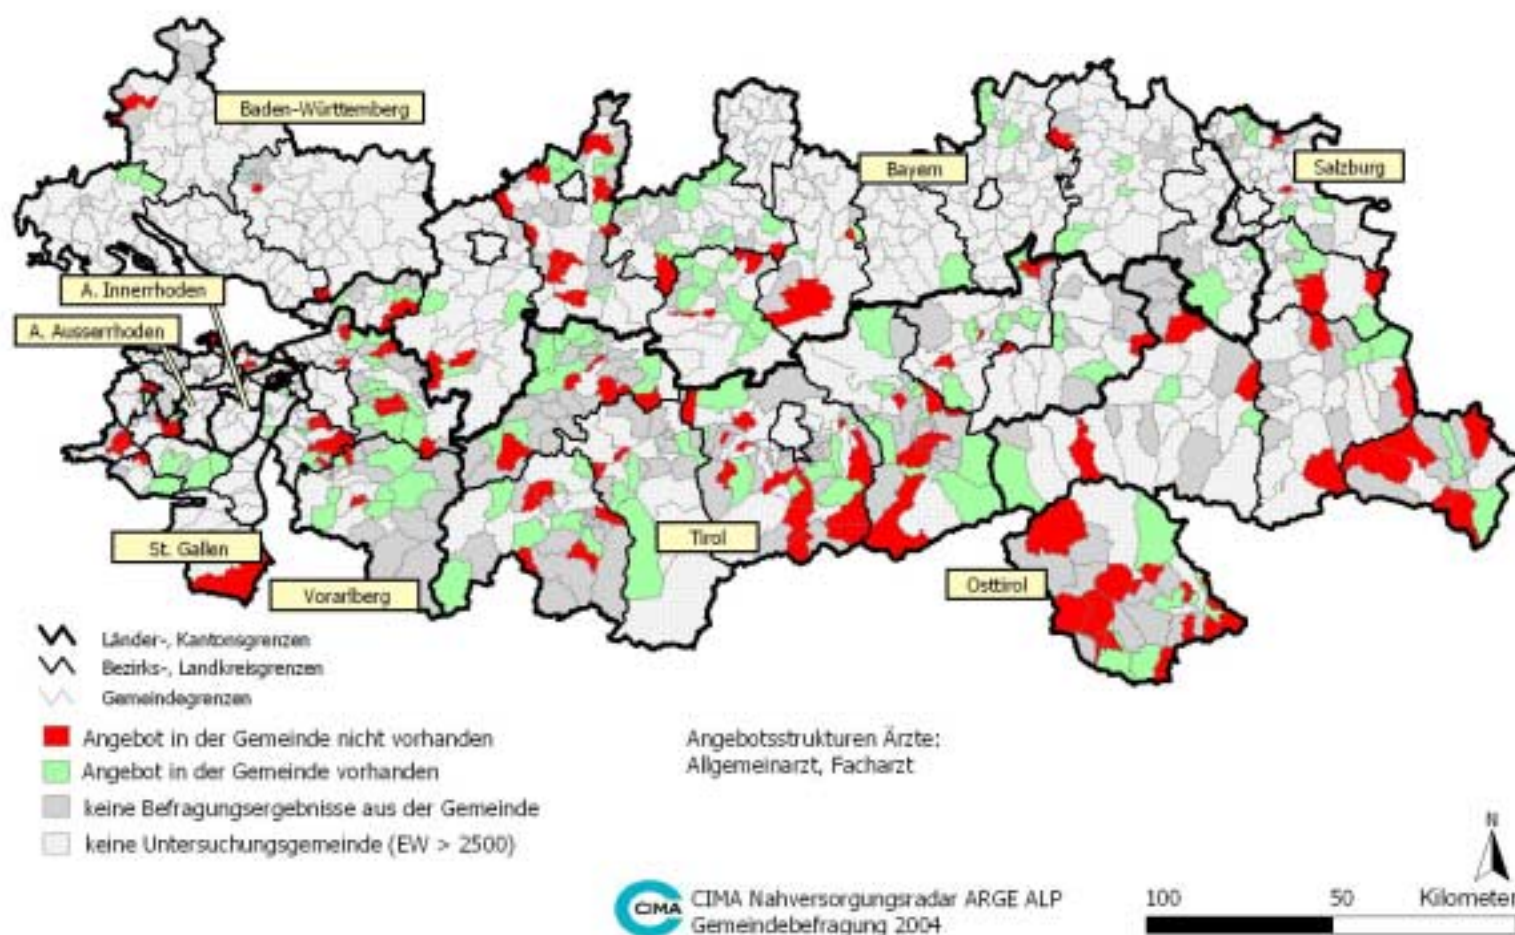 Baden-Württemberg
Bayern
Salzburg
A. Innerrhoden
A. Ausserrhoden
St. Gallen
Vorarlberg
Tirol
Osttirol
Länder-, Kantonsgrenzen
Bezirks-, Landkreisgrenzen
Gemeindegrenzen
Angebot in der Gemeinde nicht vorhanden
Angebot in der Gemeinde vorhanden
keine Befragungsergebnisse aus der Gemeinde
keine Untersuchungsgemeinde (EW > 2500)
Angebotsstrukturen Ärzte:
Allgemeinarzt, Facharzt
CIMA
CIMA Nahversorgungsradar ARGE ALP
Gemeindebefragung 2004
N
100 50 Kilometer